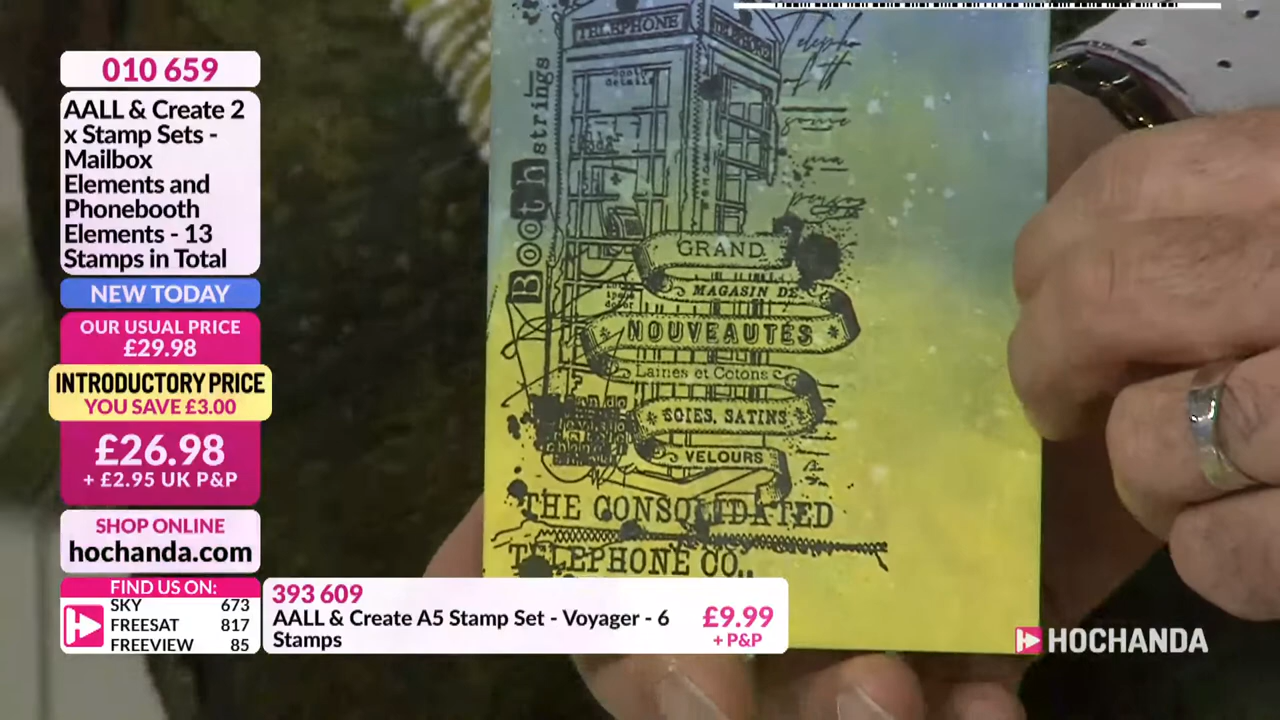 010 659
AALL & Create 2
x Stamp Sets -
Mailbox
Elements and
Phonebooth
Elements - 13
Stamps in Total
NEW TODAY
OUR USUAL PRICE
£29.98
INTRODUCTORY PRICE
YOU SAVE £3.00
£26.98
+ £2.95 UK P&P
SHOP ONLINE
hochanda.com
FIND US ON:
SKY 673
FREESAT 817
FREEVIEW 85
393 609
AALL & Create A5 Stamp Set - Voyager - 6
Stamps
£9.99
+ P&P
HOCHANDA
TELEPHONE
TELEPHONE
Booth strings
GRAND
MAGASIN DE
NOUVEAUTÉS
Laines et Cotons
SOIES, SATINS
VELOURS
THE CONSOLIDATED
TELEPHONE CO.,